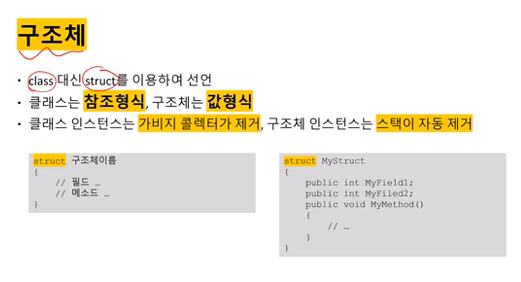 구조체
• class 대신 struct를 이용하여 선언
• 클래스는 참조형식, 구조체는 값형식
• 클래스 인스턴스는 가비지 콜렉터가 제거, 구조체 인스턴스는 스택이 자동 제거
struct 구조체이름
{
// 필드 …
// 메소드 …
}
struct MyStruct
{
public int MyField1;
public int MyFiled2;
public void MyMethod()
{
// …
}
}